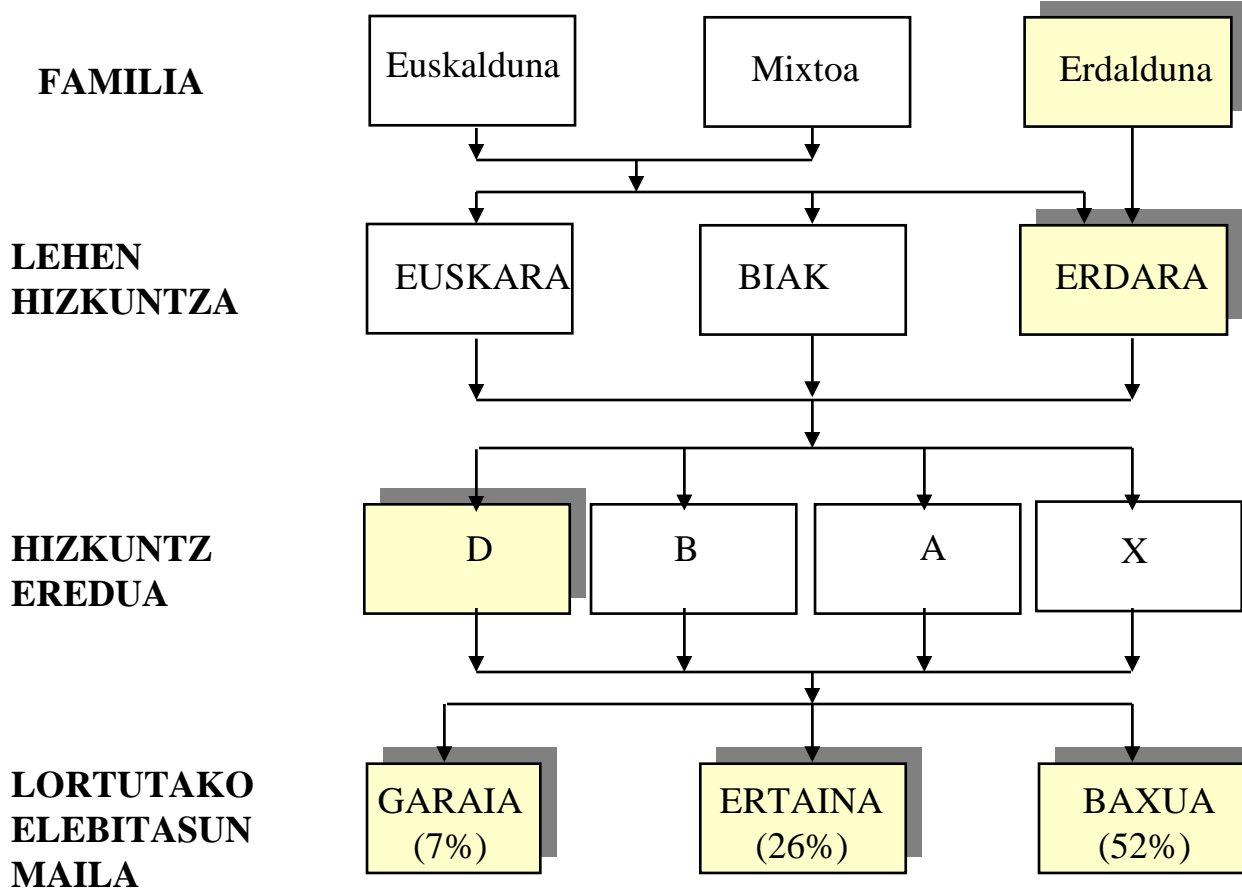 FAMILIA
Euskalduna
Mixtoa
Erdalduna
LEHEN
HIZKUNTZA
EUSKARA
BIAK
ERDARA
HIZKUNTZ
EREDUA
D
B
A
X
LORTUTAKO
ELEBITASUN
MAILA
GARAIA
(7%)
ERTAINA
(26%)
BAXUA
(52%)